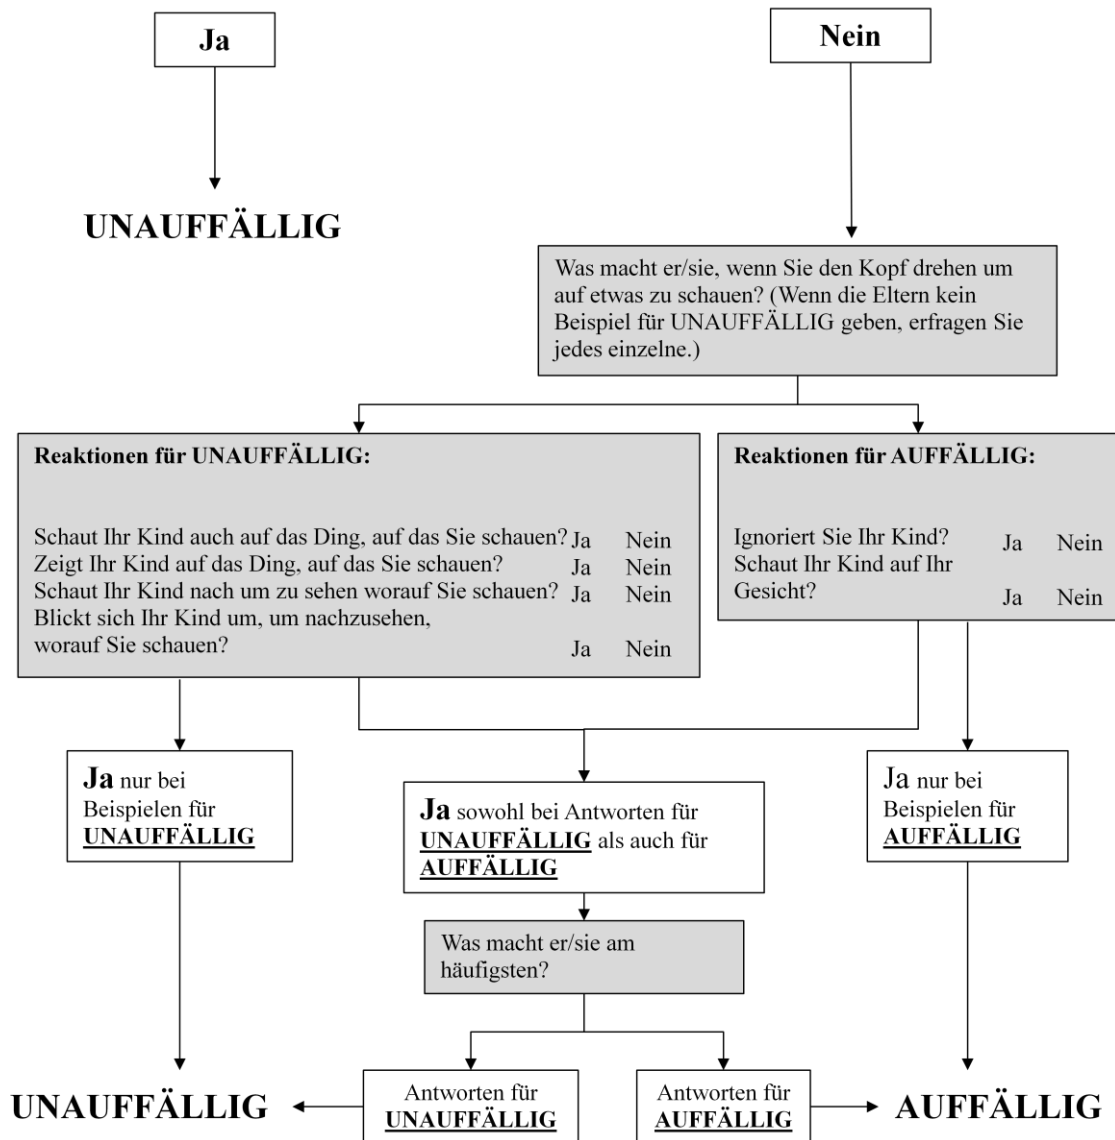 Ja
Nein
UNAUFFÄLLIG
Was macht er/sie, wenn Sie den Kopf drehen um
auf etwas zu schauen? (Wenn die Eltern kein
Beispiel für UNAUFFÄLLIG geben, erfragen Sie
jedes einzelne.)
Reaktionen für UNAUFFÄLLIG:
Schaut Ihr Kind auch auf das Ding, auf das Sie schauen? Ja Nein
Zeigt Ihr Kind auf das Ding, auf das Sie schauen? Ja Nein
Schaut Ihr Kind nach um zu sehen worauf Sie schauen? Ja Nein
Blickt sich Ihr Kind um, um nachzusehen,
worauf Sie schauen? Ja Nein
Reaktionen für AUFFÄLLIG:
Ignoriert Sie Ihr Kind? Ja Nein
Schaut Ihr Kind auf Ihr
Gesicht? Ja Nein
Ja nur bei
Beispielen für
UNAUFFÄLLIG
Ja sowohl bei Antworten für
UNAUFFÄLLIG als auch für
AUFFÄLLIG
Ja nur bei
Beispielen für
AUFFÄLLIG
Was macht er/sie am
häufigsten?
Antworten für
UNAUFFÄLLIG
Antworten für
AUFFÄLLIG
UNAUFFÄLLIG
AUFFÄLLIG